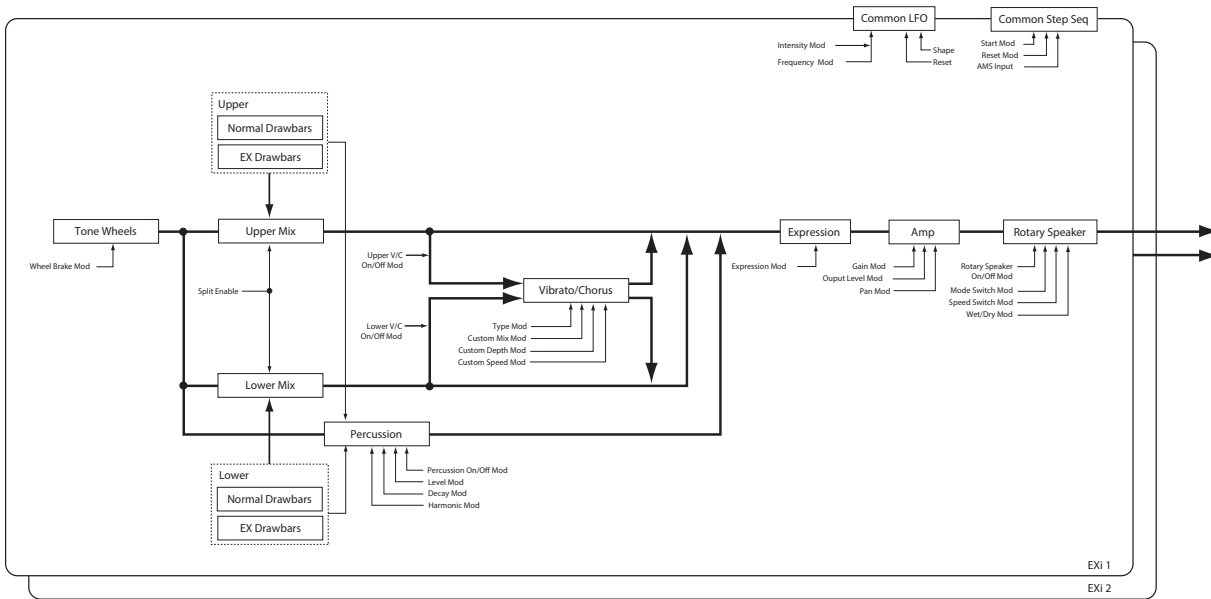 Common LFO
Common Step Seq
Intensity Mod
Frequency Mod
Shape
Reset
Start Mod
Reset Mod
AMS Input
Upper
Normal Drawbars
EX Drawbars
Tone Wheels
Upper Mix
Expression
Amp
Rotary Speaker
Wheel Brake Mod
Upper V/C
On/Off Mod
Expression Mod
Gain Mod
Ouput Level Mod
Pan Mod
Rotary Speaker
On/Off Mod
Mode Switch Mod
Speed Switch Mod
Wet/Dry Mod
Split Enable
Vibrato/Chorus
Lower V/C
On/Off Mod
Type Mod
Custom Mix Mod
Custom Depth Mod
Custom Speed Mod
Lower Mix
Percussion
Percussion On/Off Mod
Level Mod
Decay Mod
Harmonic Mod
Lower
Normal Drawbars
EX Drawbars
EXi 1
EXi 2